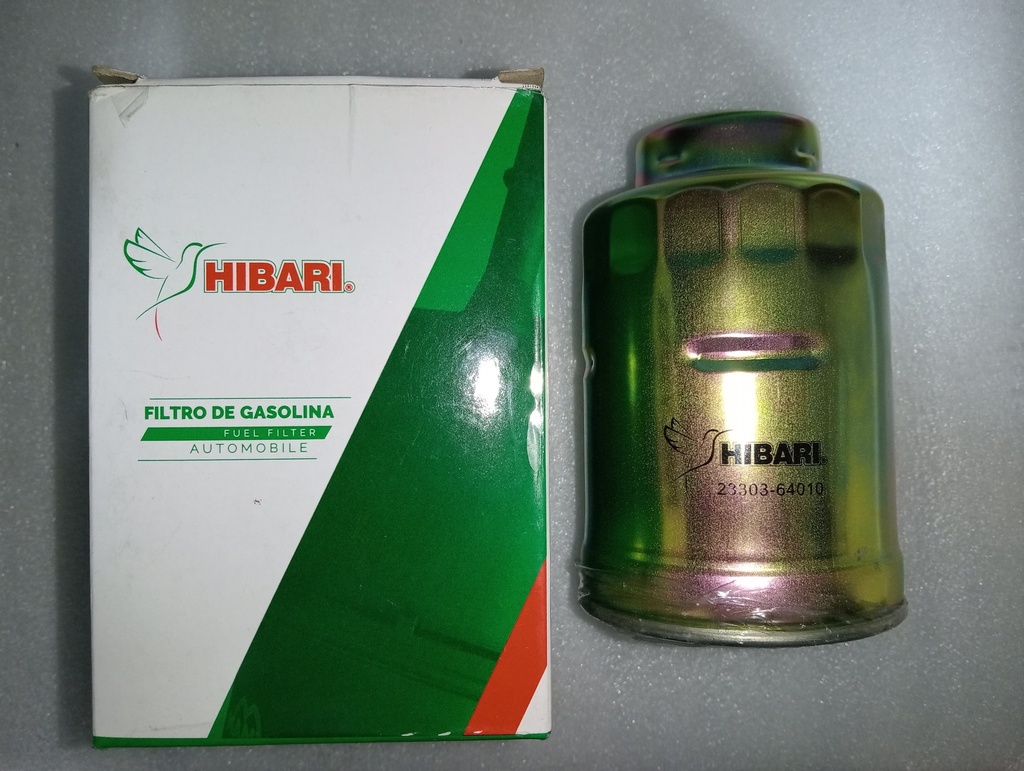 HIBARI®
FILTRO DE GASOLINA
FUEL FILTER
AUTOMOBILE
HIBARI
23303-64010